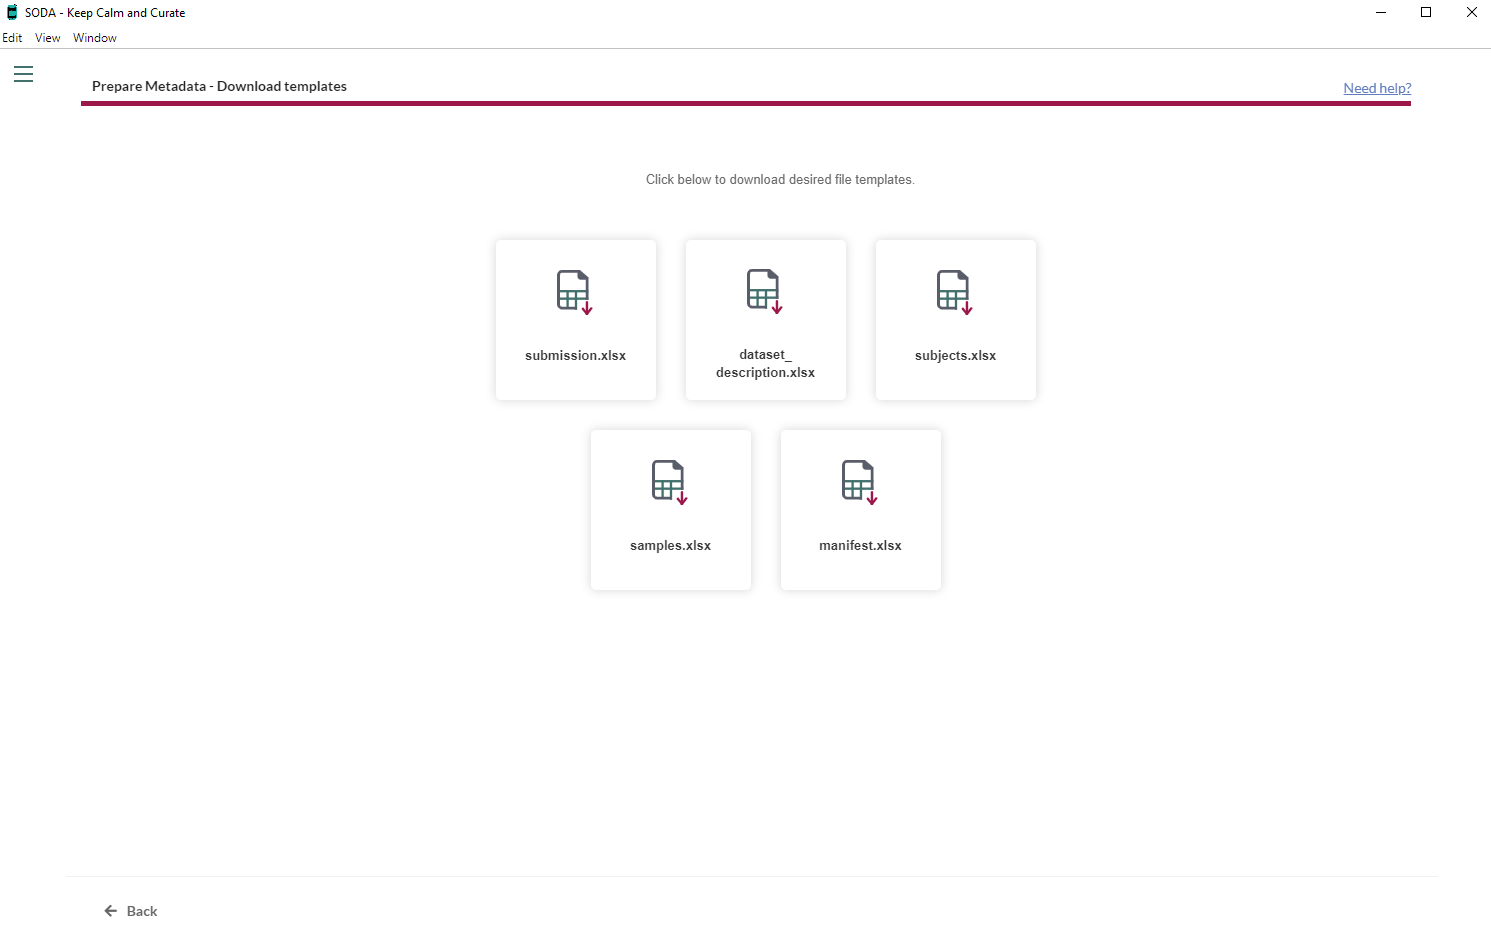 SODA - Keep Calm and Curate
Edit View Window
Prepare Metadata - Download templates
Need help?
Click below to download desired file templates.
submission.xlsx
dataset_
description.xlsx
subjects.xlsx
samples.xlsx
manifest.xlsx
Back